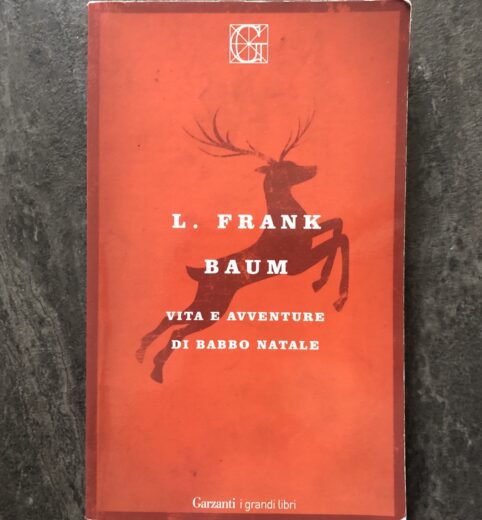 G
L. FRANK
BAUM
VITA E AVVENTURE
DI BABBO NATALE
Garzanti i grandi libri